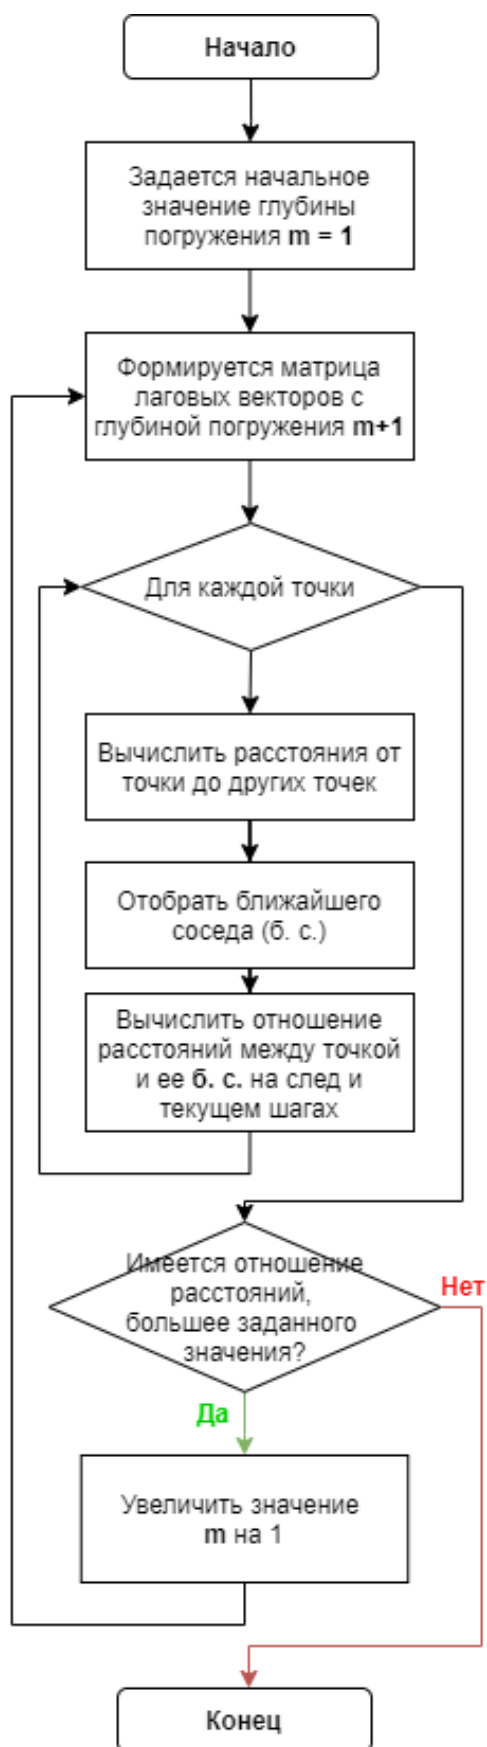 Начало
Задается начальное
значение глубины
погружения m = 1
Формируется матрица
лаговых векторов с
глубиной погружения m+1
Для каждой точки
Вычислить расстояния от
точки до других точек
Отобрать ближайшего
соседа (б. с.)
Вычислить отношение
расстояний между точкой
и ее б. с. на след и
текущем шагах
Имеется отношение
расстояний,
большее заданного
значения?
Нет
Да
Увеличить значение
m на 1
Конец